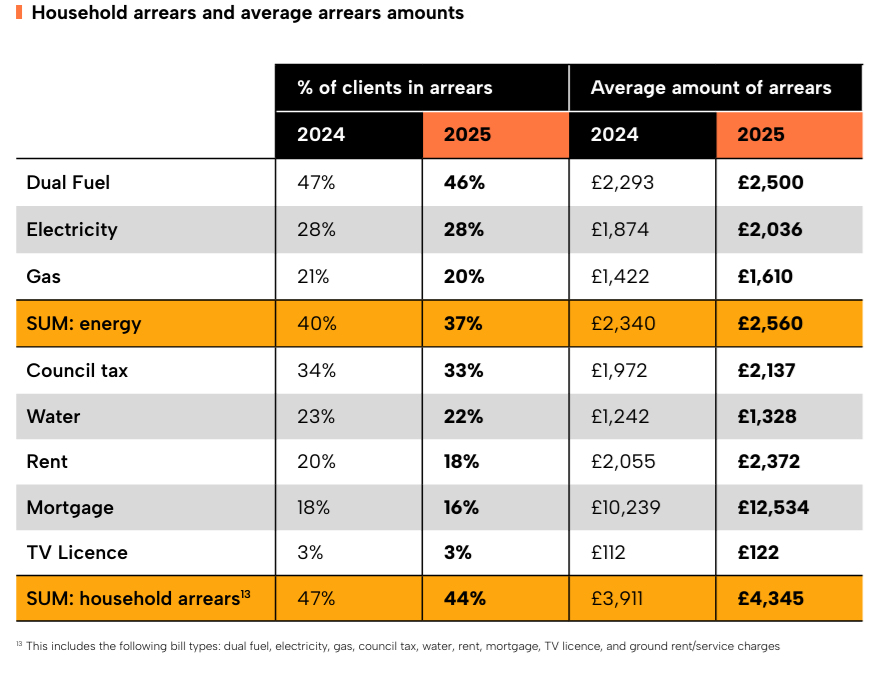 Household arrears and average arrears amounts
% of clients in arrears Average amount of arrears
2024 2025 2024 2025
Dual Fuel 47% 46% £2,293 £2,500
Electricity 28% 28% £1,874 £2,036
Gas 21% 20% £1,422 £1,610
SUM: energy 40% 37% £2,340 £2,560
Council tax 34% 33% £1,972 £2,137
Water 23% 22% £1,242 £1,328
Rent 20% 18% £2,055 £2,372
Mortgage 18% 16% £10,239 £12,534
TV Licence 3% 3% £112 £122
SUM: household arrears¹³ 47% 44% £3,911 £4,345
¹³ This includes the following bill types: dual fuel, electricity, gas, council tax, water, rent, mortgage, TV licence, and ground rent/service charges